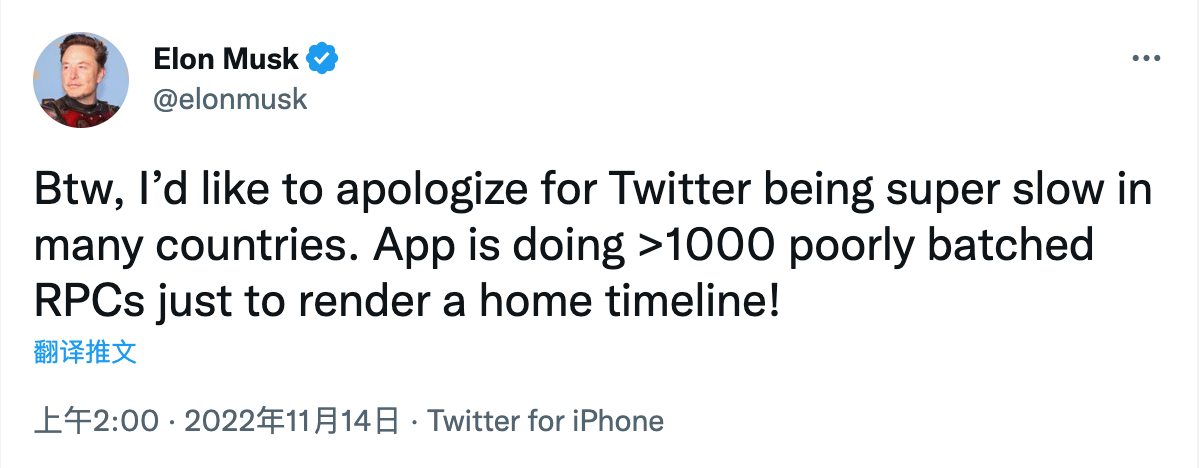 Elon Musk
@elonmusk
Btw, I’d like to apologize for Twitter being super slow in
many countries. App is doing >1000 poorly batched
RPCs just to render a home timeline!
翻译推文
上午2:00 · 2022年11月14日 · Twitter for iPhone